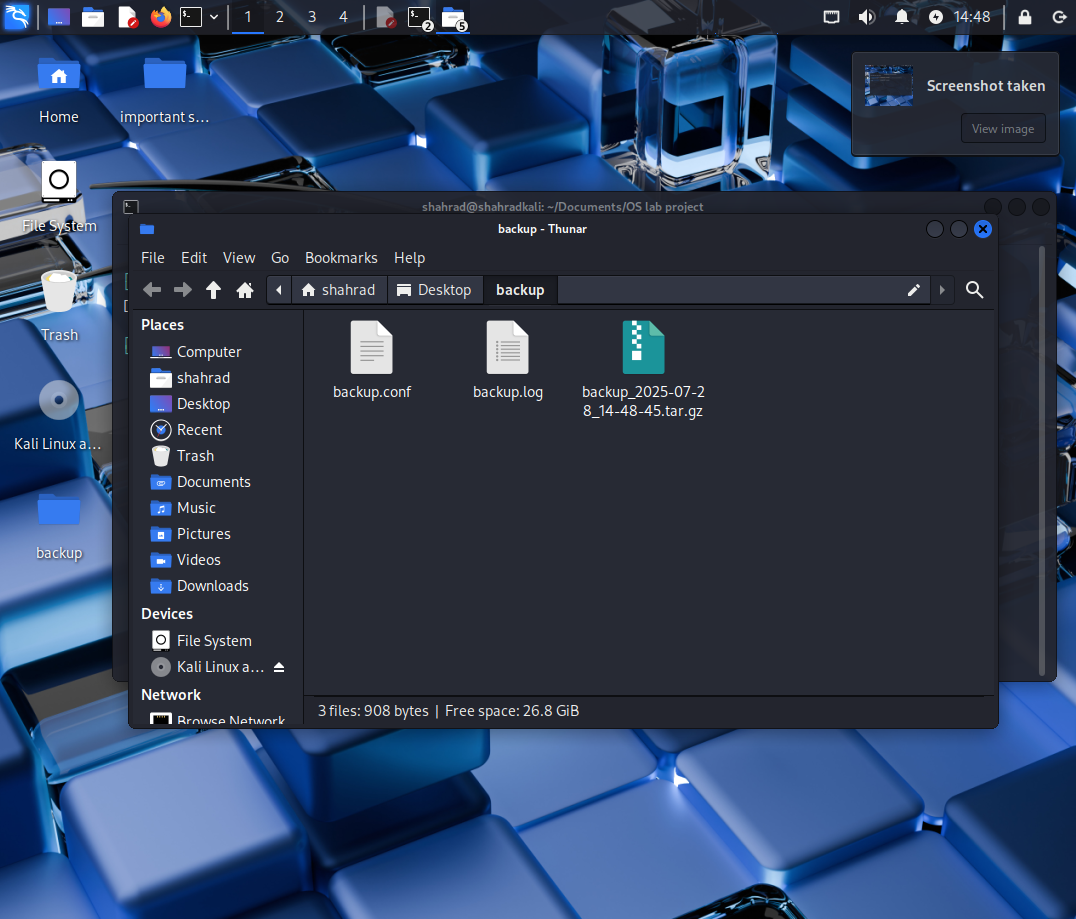 1 2 3 4 2 5 14:48
Screenshot taken
View image
Home
important s...
File System
Trash
Kali Linux a...
backup
shahrad@shahradkali: ~/Documents/OS lab project
backup - Thunar
File Edit View Go Bookmarks Help
shahrad Desktop backup
Places
Computer
shahrad
Desktop
Recent
Trash
Documents
Music
Pictures
Videos
Downloads
Devices
File System
Kali Linux a...
Network
Browse Network
backup.conf
backup.log
backup_2025-07-2
8_14-48-45.tar.gz
3 files: 908 bytes | Free space: 26.8 GiB